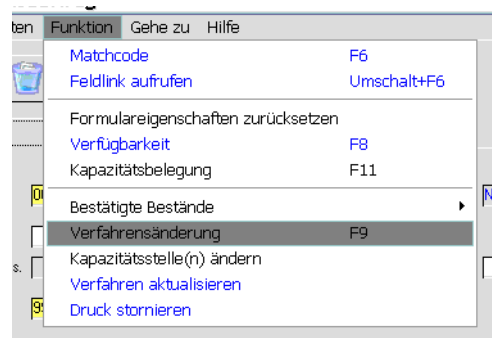 ten Funktion Gehe zu Hilfe
Matchcode F6
Feldlink aufrufen Umschalt+F6
Formulareigenschaften zurücksetzen
Verfügbarkeit F8
Kapazitätsbelegung F11
Bestätigte Bestände
Verfahrensänderung F9
Kapazitätsstelle(n) ändern
s.
Verfahren aktualisieren
Druck stornieren